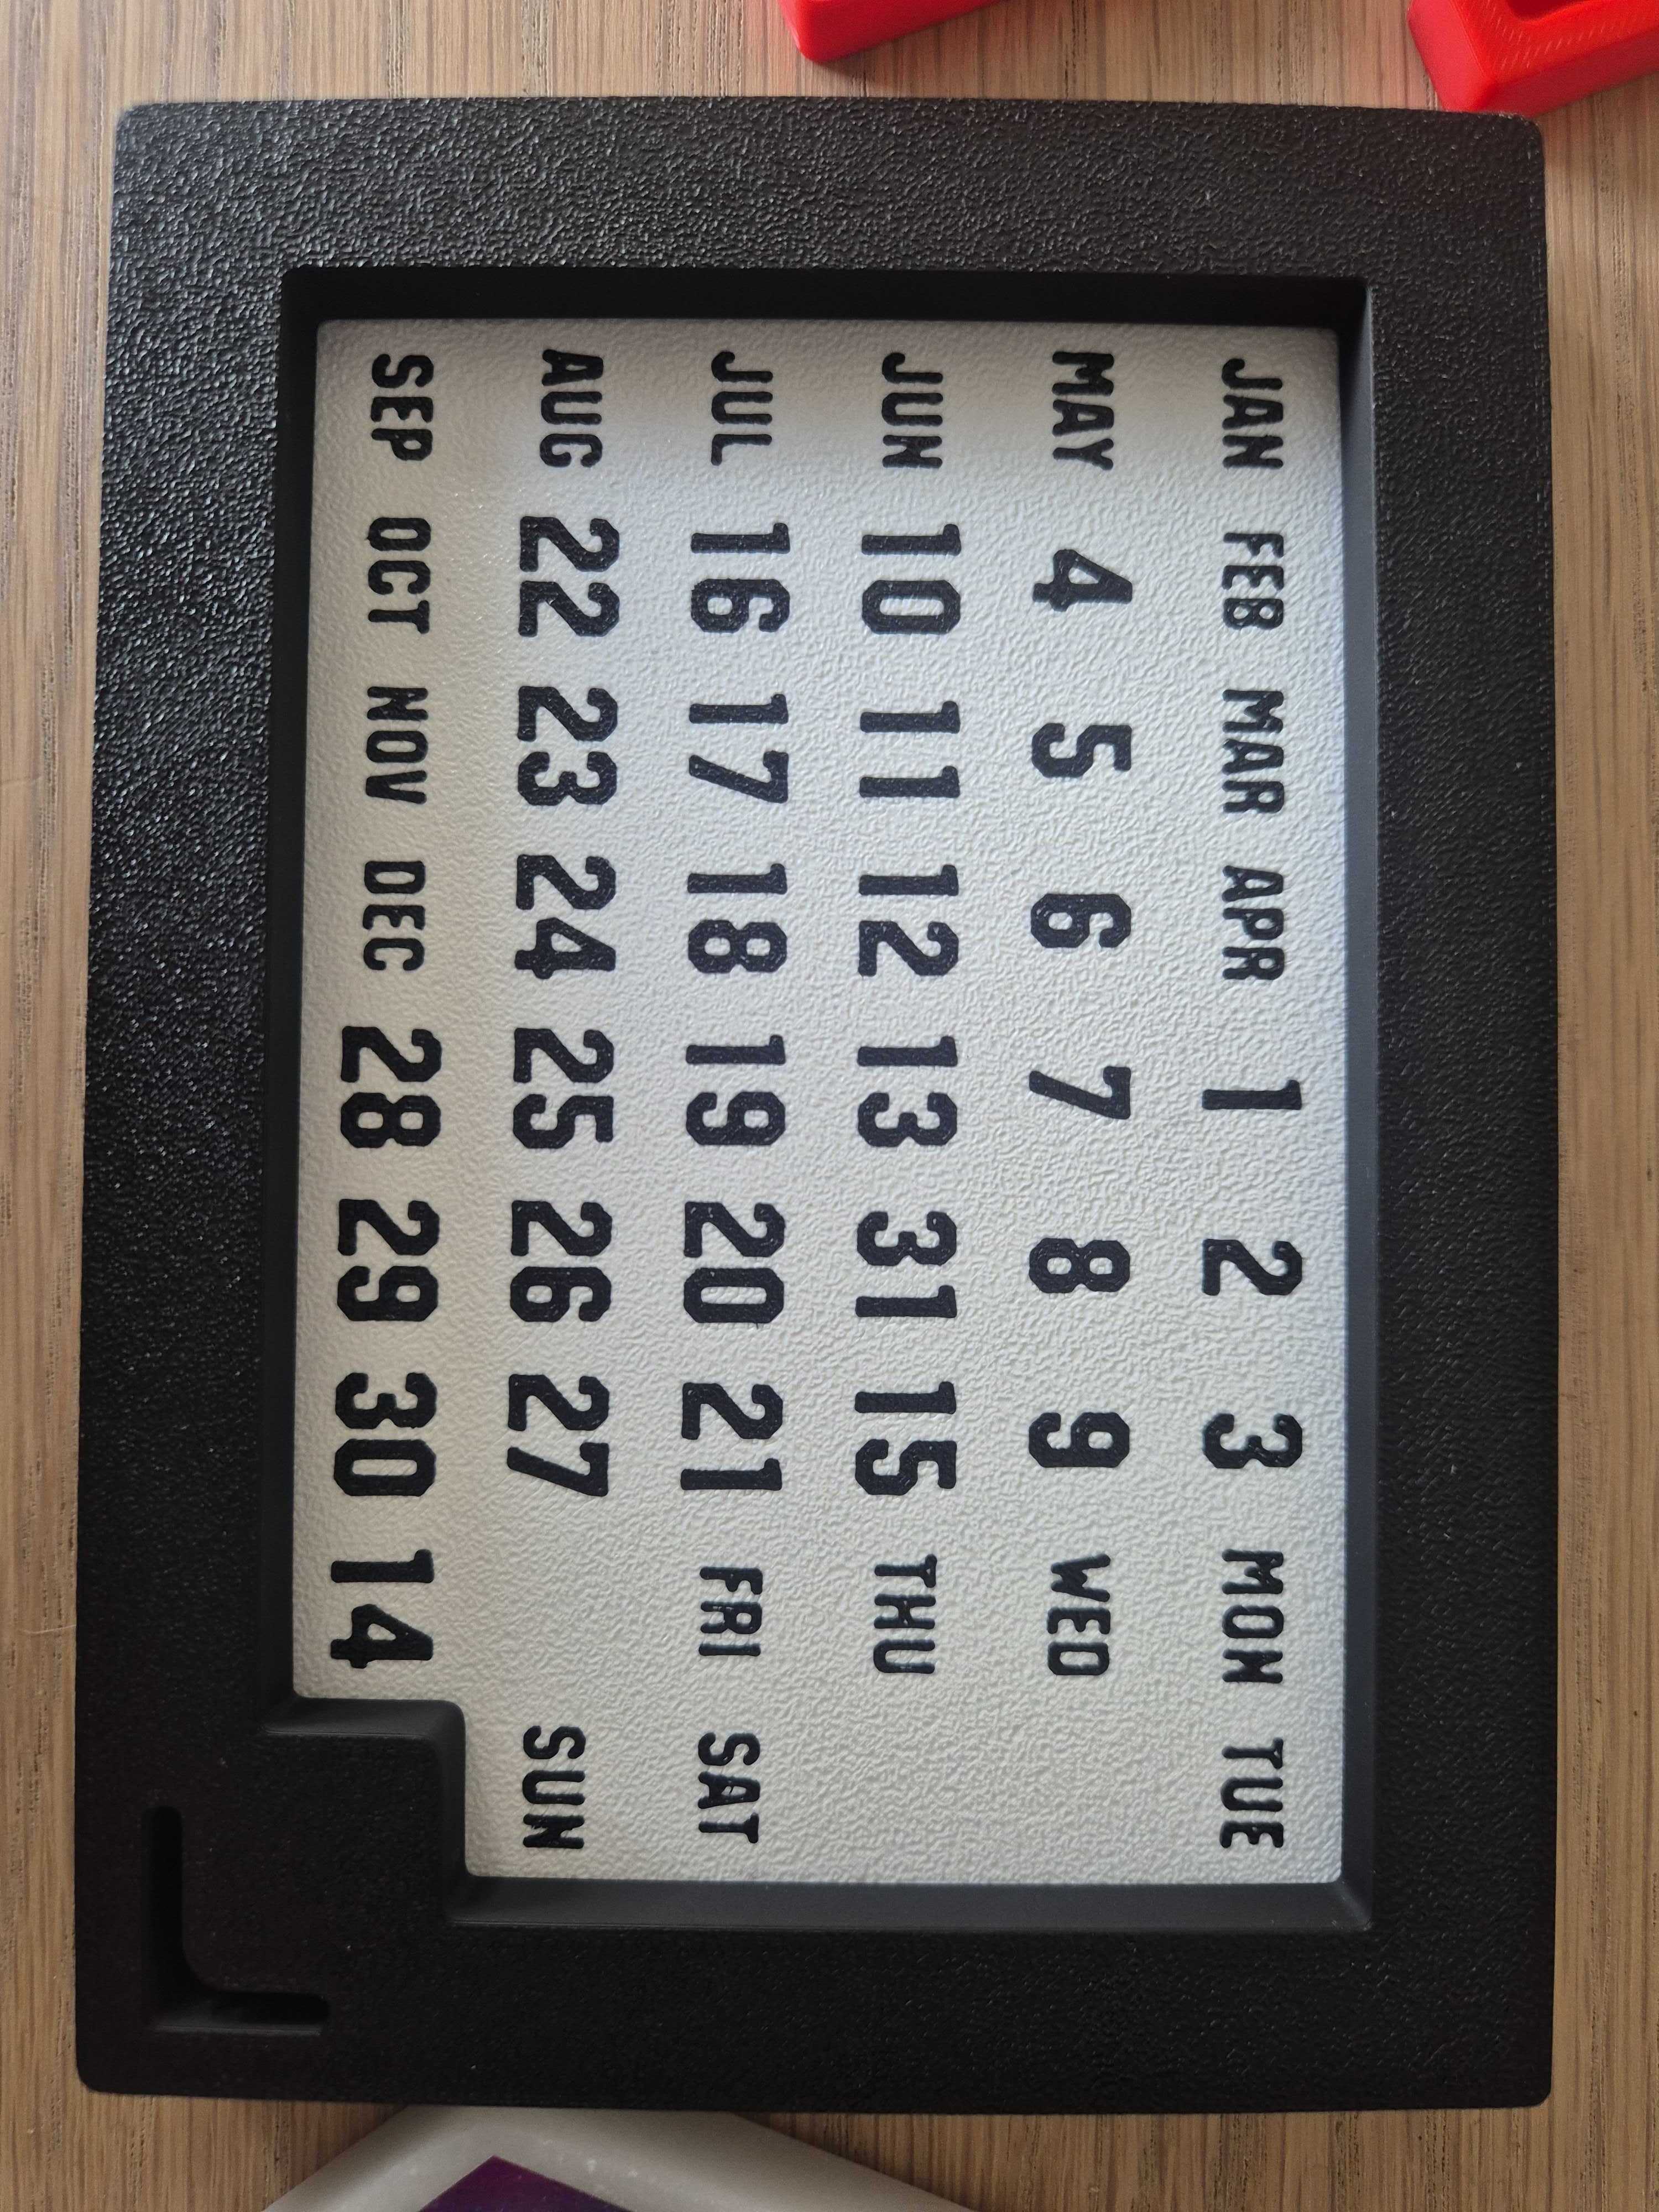 JAN FEB MAR APR 1 2 3 MON TUE
MAY 4 5 6 7 8 9 WED
JUN 10 11 12 13 31 15 THU
JUL 16 17 18 19 20 21 FRI SAT
AUG 22 23 24 25 26 27 SUN
SEP OCT NOV DEC 28 29 30 14